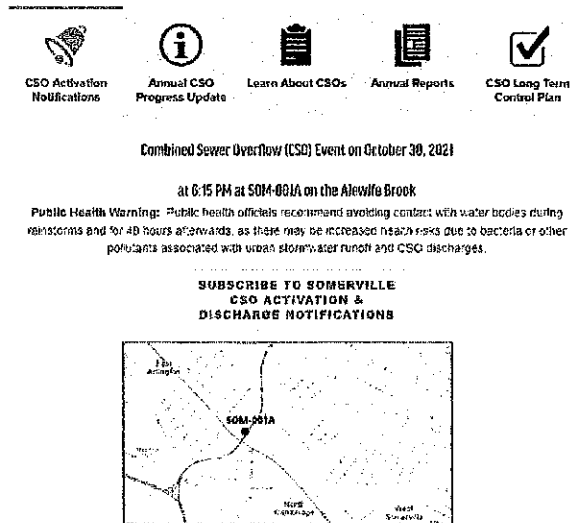 CSO Activation
Notifications
Annual CSO
Progress Update
Learn About CSOs
Annual Reports
CSO Long Term
Control Plan
Combined Sewer Overflow (CSO) Event on October 30, 2021
at 6:15 PM at SOM-001A on the Alewife Brook
Public Health Warning: Public health officials recommend avoiding contact with water bodies during
rainstorms and for 48 hours afterwards, as there may be increased health risks due to bacteria or other
pollutants associated with urban stormwater runoff and CSO discharges.
SUBSCRIBE TO SOMERVILLE
CSO ACTIVATION &
DISCHARGE NOTIFICATIONS
East
Arlington
SOM-001A
North
Cambridge
West
Somerville